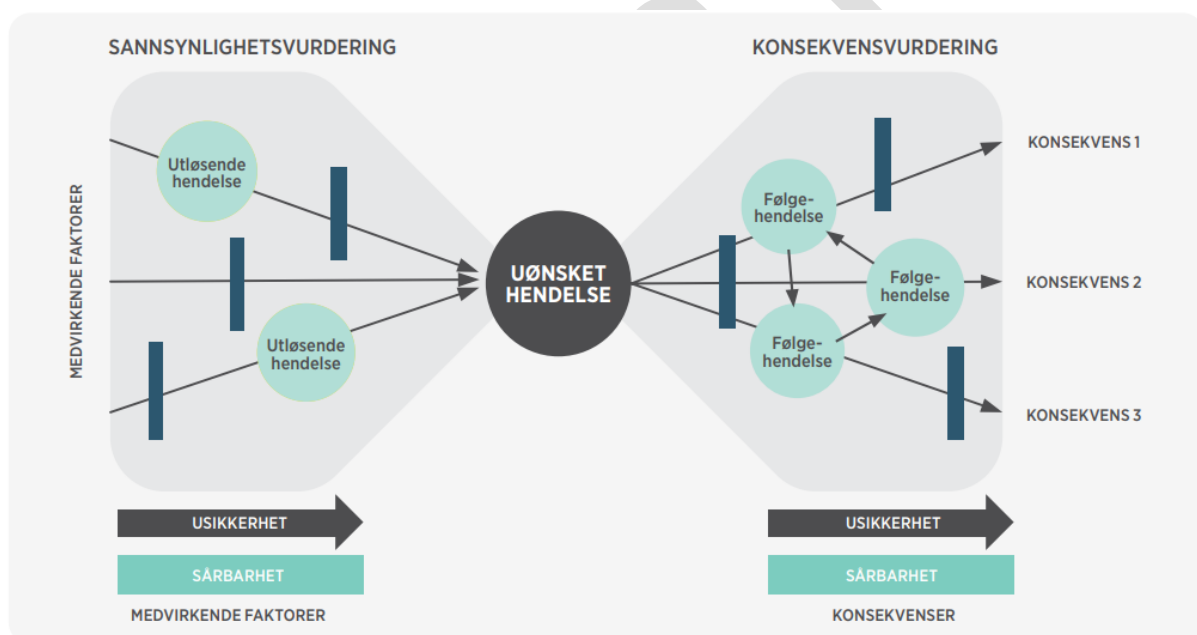 SANNSYNLIGHETSVURDERING
KONSEKVENSVURDERING
MEDVIRKENDE FAKTORER
Utløsende
hendelse
Utløsende
hendelse
UØNSKET
HENDELSE
Følge-
hendelse
Følge-
hendelse
Følge-
hendelse
KONSEKVENS 1
KONSEKVENS 2
KONSEKVENS 3
USIKKERHET
SÅRBARHET
MEDVIRKENDE FAKTORER
USIKKERHET
SÅRBARHET
KONSEKVENSER